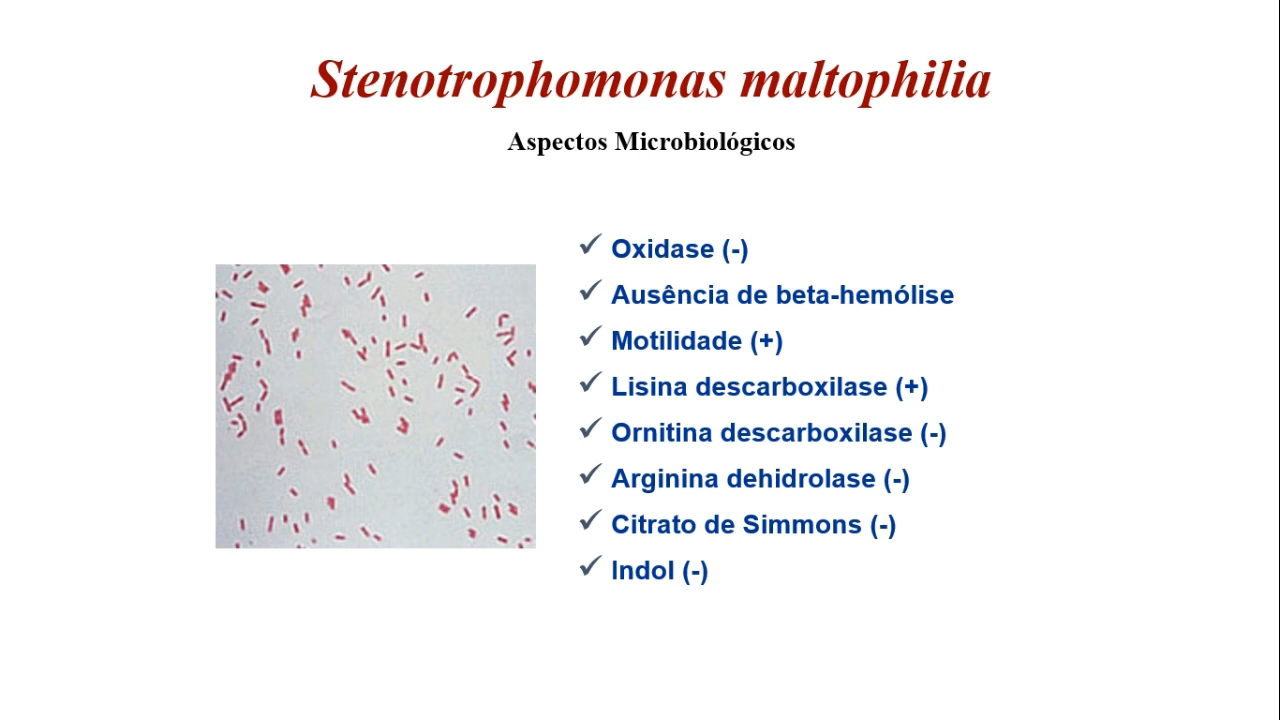 Stenotrophomonas maltophilia
Aspectos Microbiológicos
✓ Oxidase (-)
✓ Ausência de beta-hemólise
✓ Motilidade (+)
✓ Lisina descarboxilase (+)
✓ Ornitina descarboxilase (-)
✓ Arginina dehidrolase (-)
✓ Citrato de Simmons (-)
✓ Indol (-)